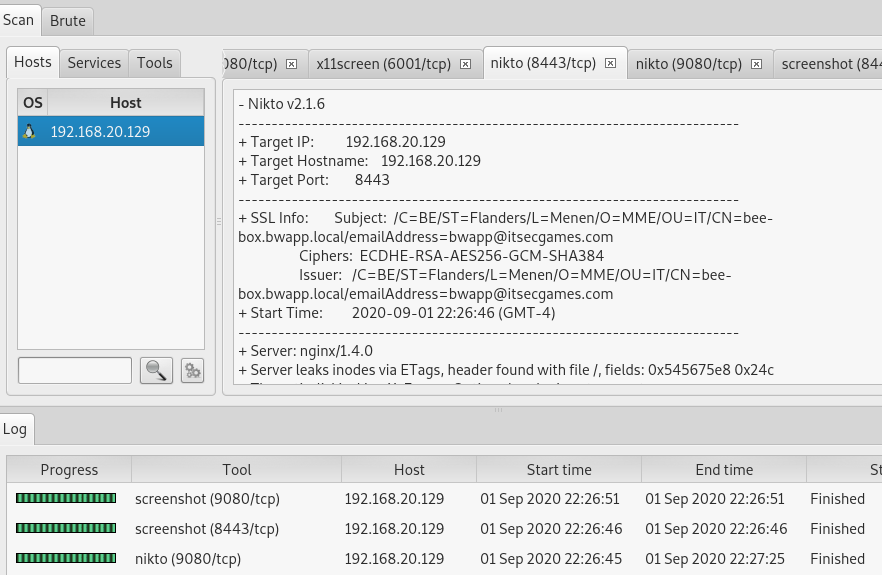 Scan Brute
Hosts Services Tools
080/tcp) x11screen (6001/tcp) nikto (8443/tcp) nikto (9080/tcp) screenshot (844
OS Host
192.168.20.129
- Nikto v2.1.6
---------------------------------------------------------------------------
+ Target IP: 192.168.20.129
+ Target Hostname: 192.168.20.129
+ Target Port: 8443
---------------------------------------------------------------------------
+ SSL Info: Subject: /C=BE/ST=Flanders/L=Menen/O=MME/OU=IT/CN=bee-
box.bwapp.local/emailAddress=bwapp@itsecgames.com
Ciphers: ECDHE-RSA-AES256-GCM-SHA384
Issuer: /C=BE/ST=Flanders/L=Menen/O=MME/OU=IT/CN=bee-
box.bwapp.local/emailAddress=bwapp@itsecgames.com
+ Start Time: 2020-09-01 22:26:46 (GMT-4)
---------------------------------------------------------------------------
+ Server: nginx/1.4.0
+ Server leaks inodes via ETags, header found with file /, fields: 0x545675e8 0x24c
Log
Progress Tool Host Start time End time St
screenshot (9080/tcp) 192.168.20.129 01 Sep 2020 22:26:51 01 Sep 2020 22:26:51 Finished
screenshot (8443/tcp) 192.168.20.129 01 Sep 2020 22:26:46 01 Sep 2020 22:26:46 Finished
nikto (9080/tcp) 192.168.20.129 01 Sep 2020 22:26:45 01 Sep 2020 22:27:25 Finished